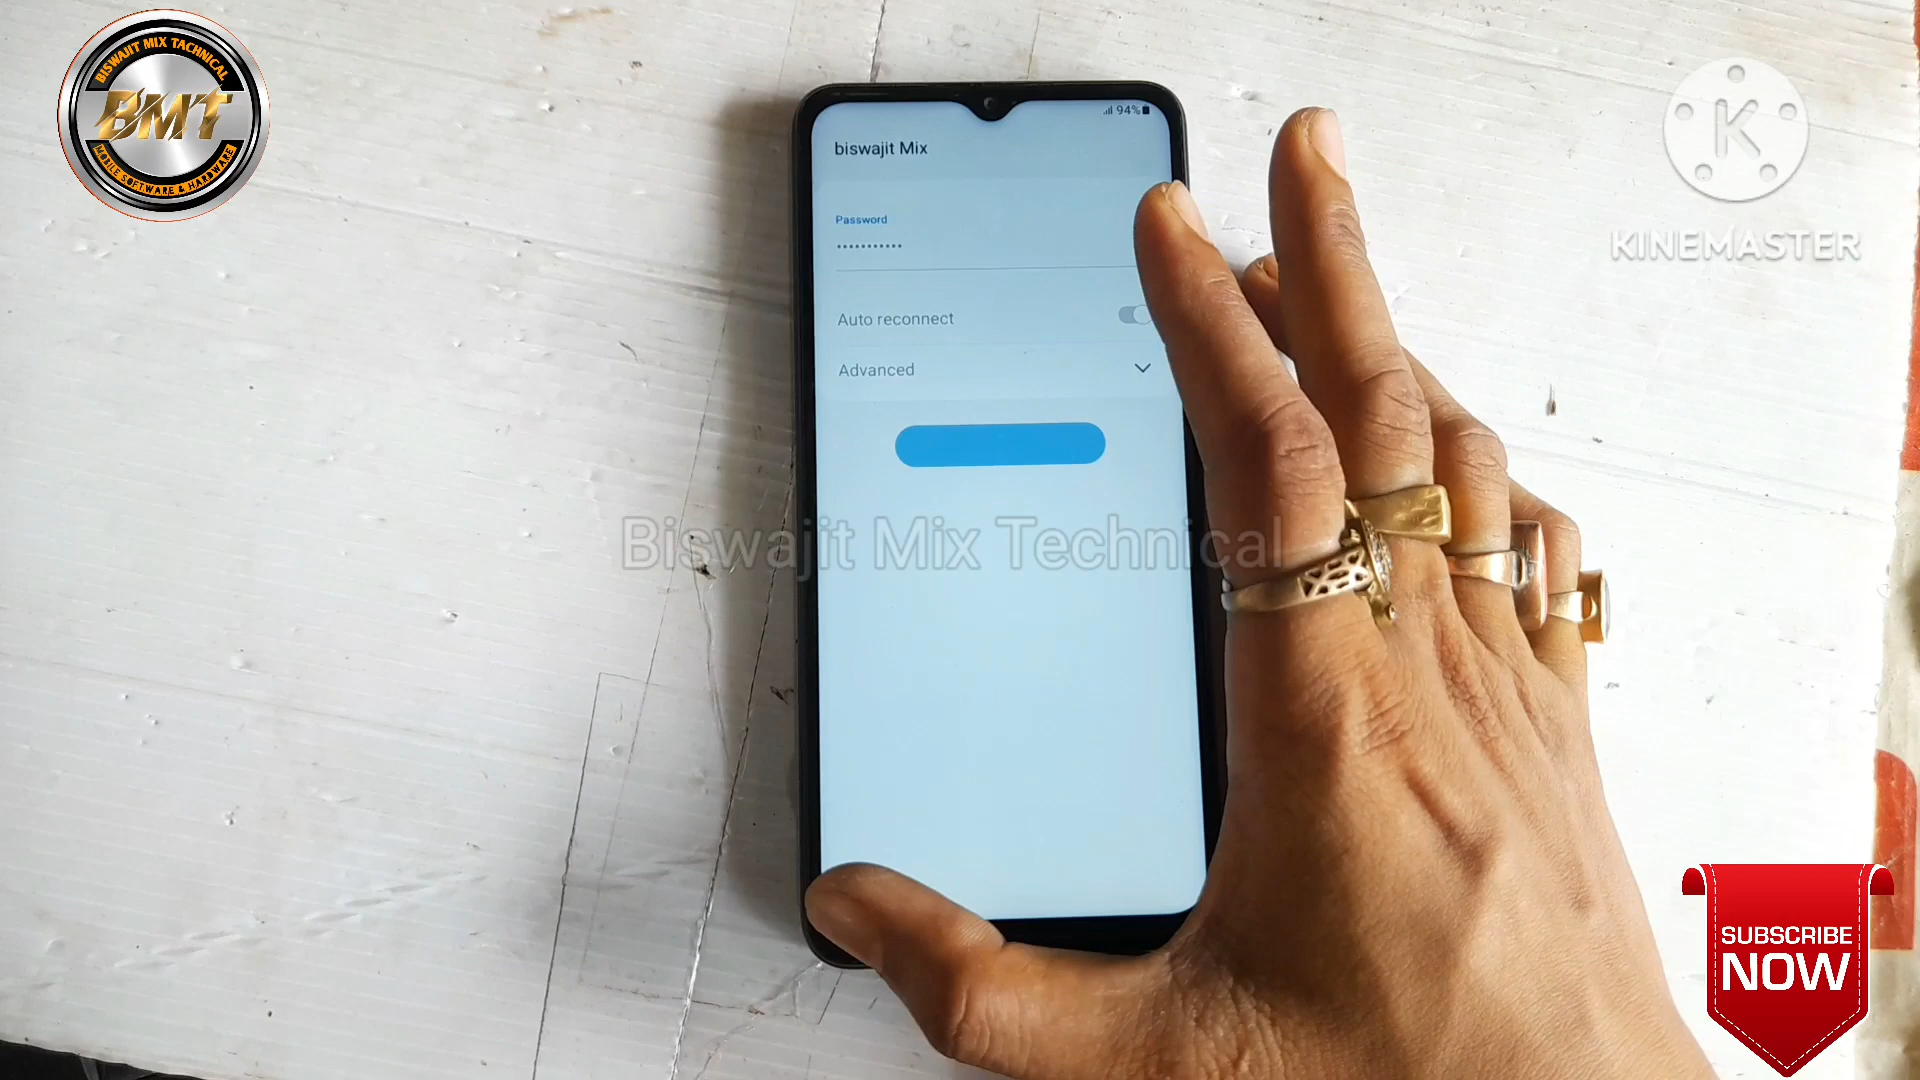 BISWAJIT MIX TACHNICAL
BMT
MOBILE SOFTWARE & HARDWARE
94%
biswajit Mix
Password
•••••••••••
Auto reconnect
Advanced
Biswajit Mix Technical
K
KINEMASTER
SUBSCRIBE
NOW